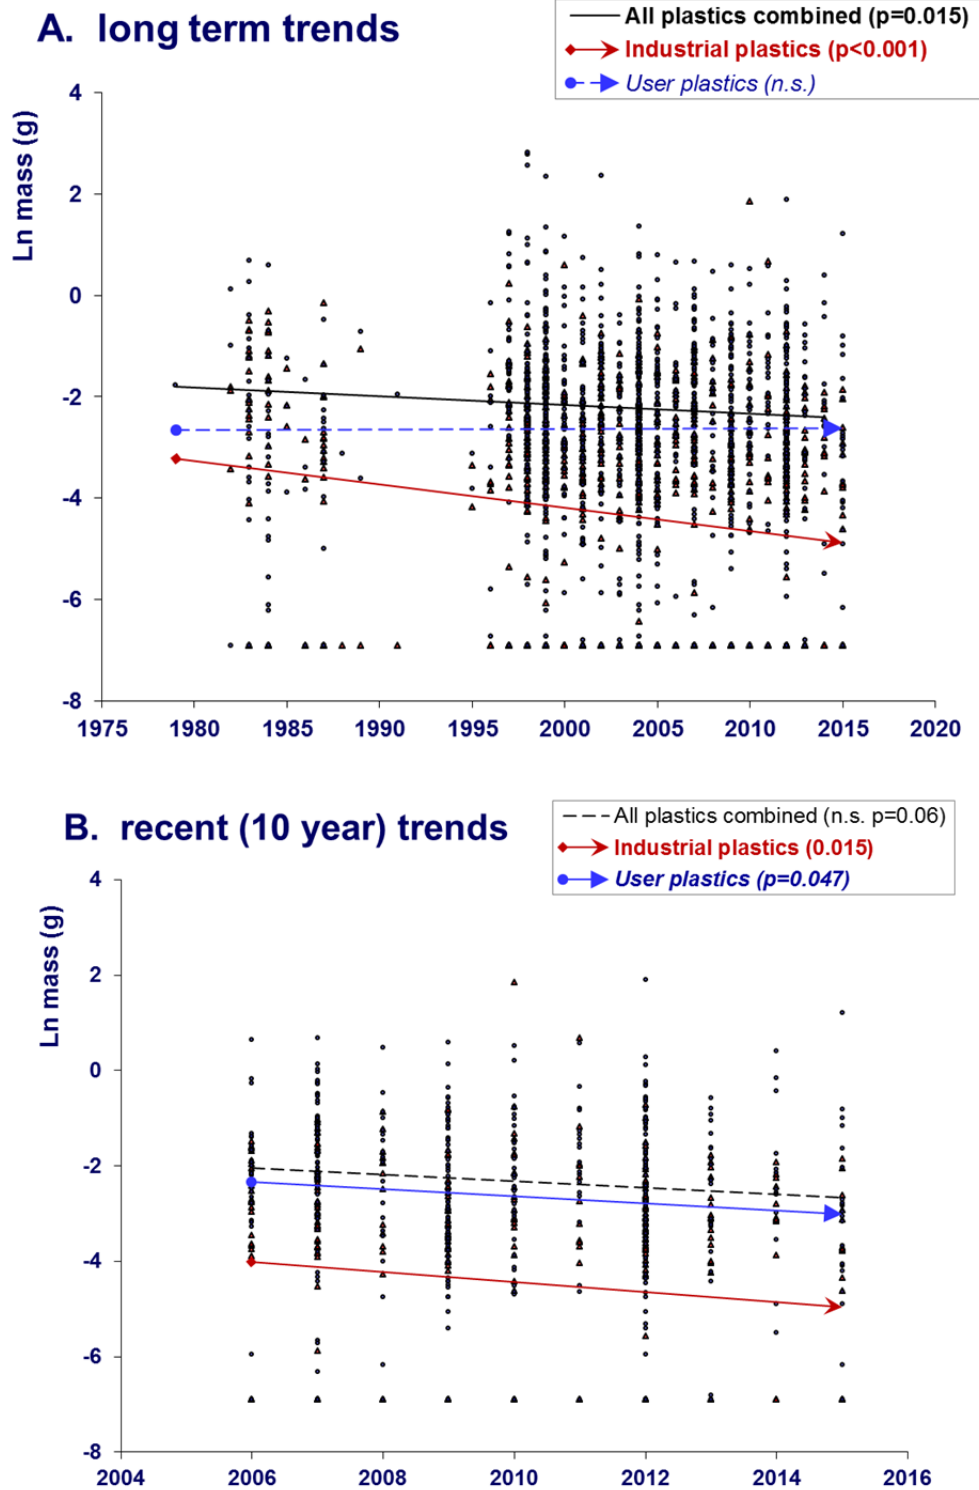 A. long term trends
All plastics combined (p=0.015)
Industrial plastics (p<0.001)
User plastics (n.s.)
Ln mass (g)
4
2
0
-2
-4
-6
-8
1975 1980 1985 1990 1995 2000 2005 2010 2015 2020
B. recent (10 year) trends
All plastics combined (n.s. p=0.06)
Industrial plastics (0.015)
User plastics (p=0.047)
Ln mass (g)
4
2
0
-2
-4
-6
-8
2004 2006 2008 2010 2012 2014 2016